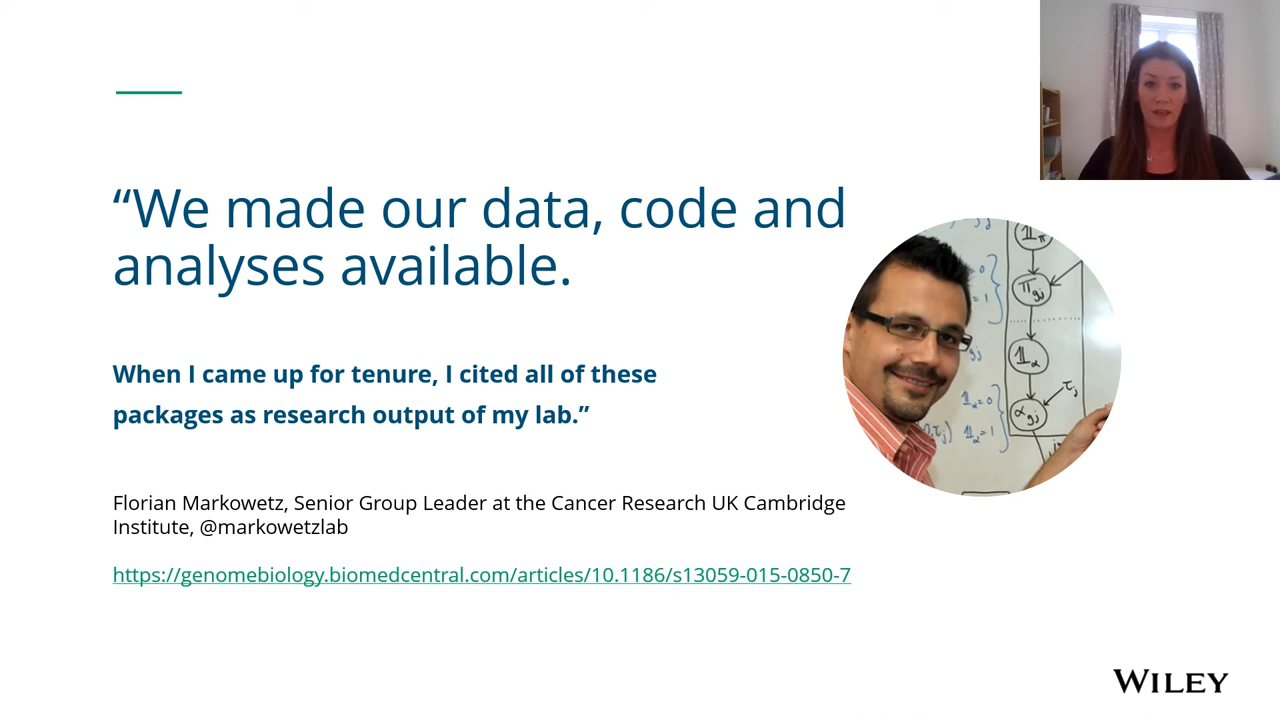 “We made our data, code and
analyses available.
When I came up for tenure, I cited all of these
packages as research output of my lab.”
Florian Markowetz, Senior Group Leader at the Cancer Research UK Cambridge
Institute, @markowetzlab
https://genomebiology.biomedcentral.com/articles/10.1186/s13059-015-0850-7
WILEY